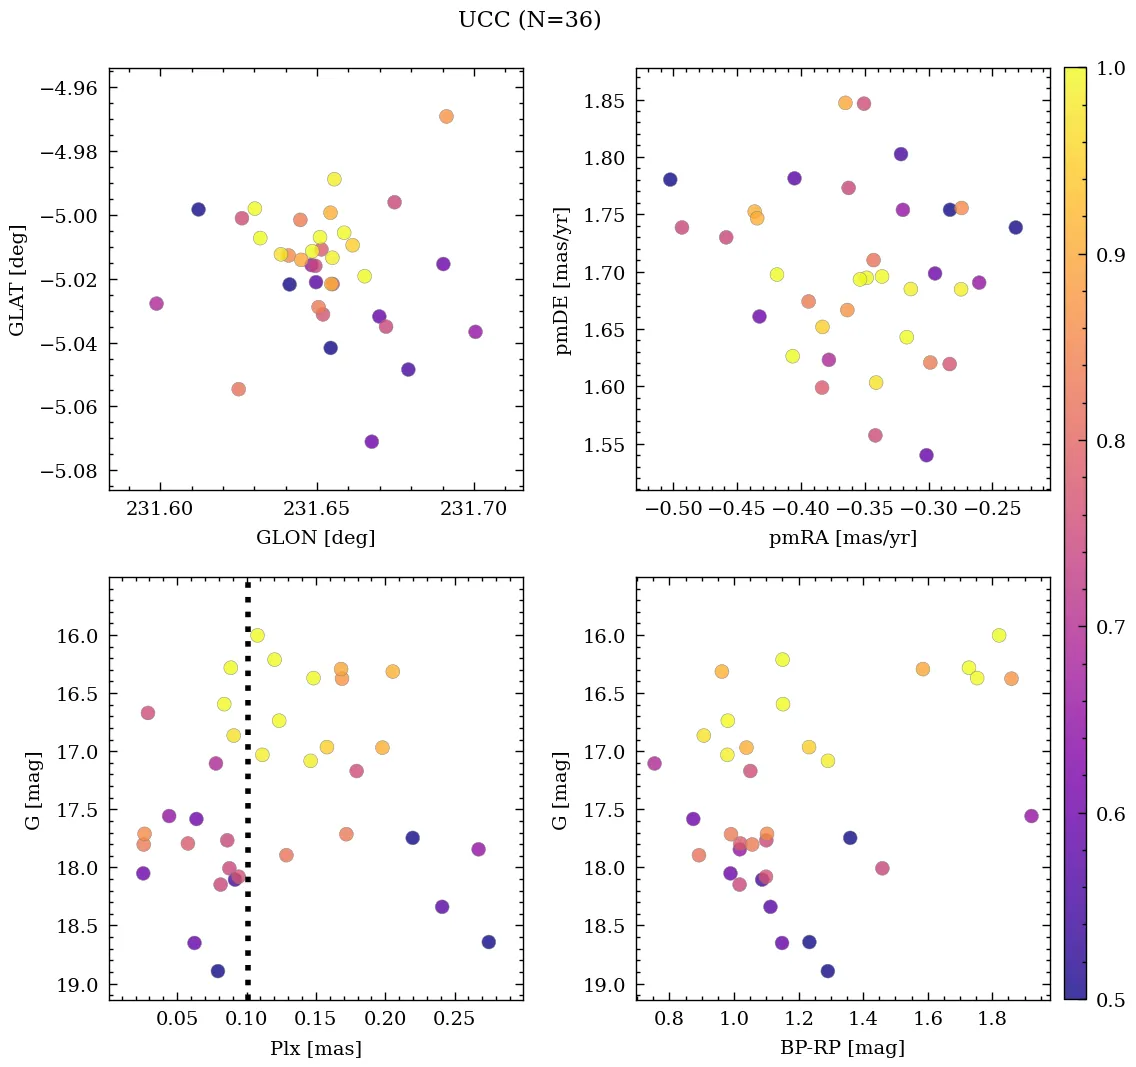 UCC (N=36)
−4.96
−4.98
−5.00
−5.02
−5.04
−5.06
−5.08
GLAT [deg]
231.60 231.65 231.70
GLON [deg]
1.85
1.80
1.75
1.70
1.65
1.60
1.55
pmDE [mas/yr]
−0.50 −0.45 −0.40 −0.35 −0.30 −0.25
pmRA [mas/yr]
16.0
16.5
17.0
17.5
18.0
18.5
19.0
G [mag]
0.05 0.10 0.15 0.20 0.25
Plx [mas]
16.0
16.5
17.0
17.5
18.0
18.5
19.0
G [mag]
0.8 1.0 1.2 1.4 1.6 1.8
BP-RP [mag]
1.0
0.9
0.8
0.7
0.6
0.5